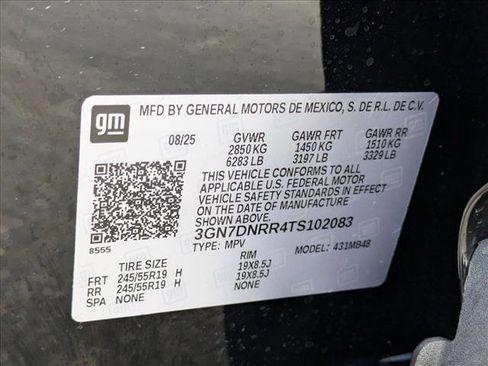 gm
MFD BY GENERAL MOTORS DE MEXICO, S. DE R.L. DE C.V.
08/25 GVWR GAWR FRT GAWR RR
2850 KG 1450 KG 1510 KG
6283 LB 3197 LB 3329 LB
THIS VEHICLE CONFORMS TO ALL
APPLICABLE U.S. FEDERAL MOTOR
VEHICLE SAFETY STANDARDS IN EFFECT
ON THE DATE OF MANUFACTURE
SHOWN ABOVE.
3GN7DNRR4TS102083
8555 TYPE: MPV MODEL: 431MB48
TIRE SIZE RIM
FRT 245/55R19 H 19X8.5J
RR 245/55R19 H 19X8.5J
SPA NONE NONE